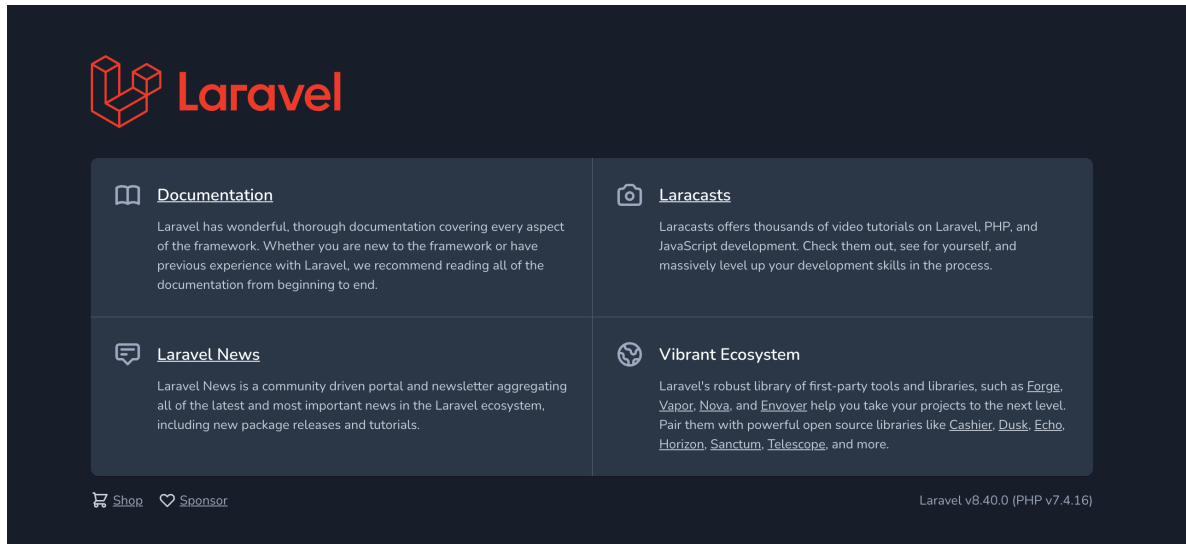 Laravel
Documentation
Laravel has wonderful, thorough documentation covering every aspect
of the framework. Whether you are new to the framework or have
previous experience with Laravel, we recommend reading all of the
documentation from beginning to end.
Laracasts
Laracasts offers thousands of video tutorials on Laravel, PHP, and
JavaScript development. Check them out, see for yourself, and
massively level up your development skills in the process.
Laravel News
Laravel News is a community driven portal and newsletter aggregating
all of the latest and most important news in the Laravel ecosystem,
including new package releases and tutorials.
Vibrant Ecosystem
Laravel's robust library of first-party tools and libraries, such as Forge,
Vapor, Nova, and Envoyer help you take your projects to the next level.
Pair them with powerful open source libraries like Cashier, Dusk, Echo,
Horizon, Sanctum, Telescope, and more.
Shop Sponsor
Laravel v8.40.0 (PHP v7.4.16)